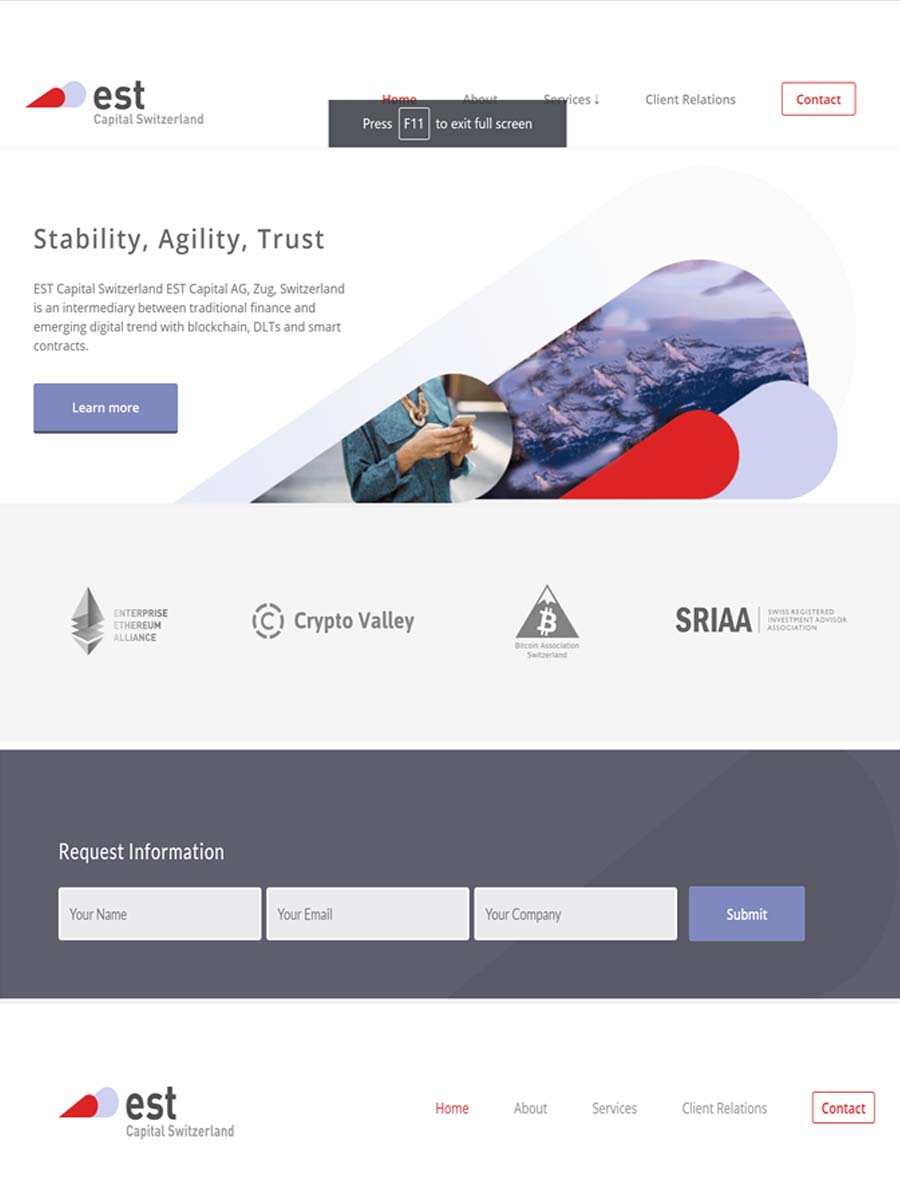 est
Capital Switzerland
Home About Services ↓ Client Relations Contact
Press F11 to exit full screen
Stability, Agility, Trust
EST Capital Switzerland EST Capital AG, Zug, Switzerland
is an intermediary between traditional finance and
emerging digital trend with blockchain, DLTs and smart
contracts.
Learn more
ENTERPRISE
ETHEREUM
ALLIANCE
Crypto Valley
Bitcoin Association
Switzerland
SRIAA
SWISS REGISTERED
INVESTMENT ADVISOR
ASSOCIATION
Request Information
Your Name Your Email Your Company Submit
est
Capital Switzerland
Home About Services Client Relations Contact